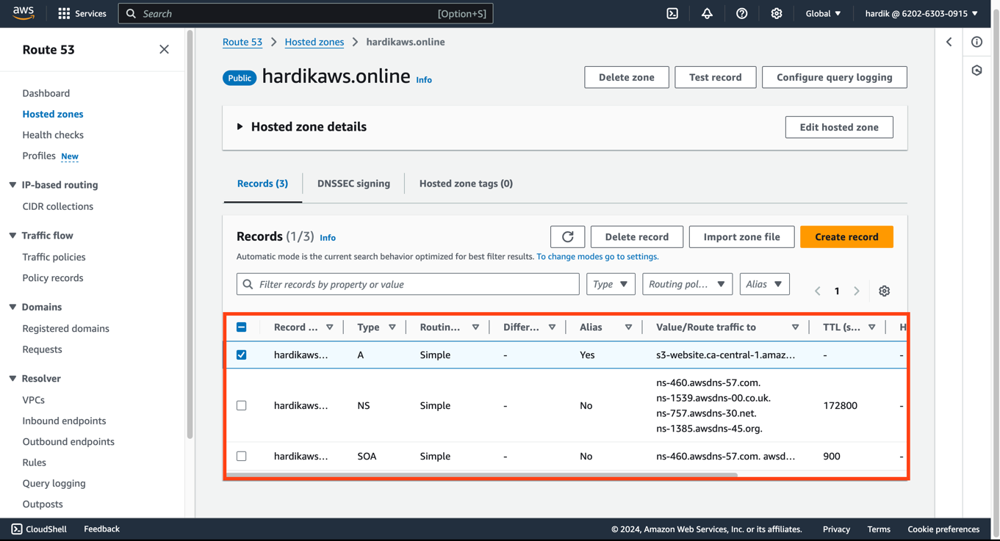 aws
Services
Search
[Option+S]
Global
hardik @ 6202-6303-0915
Route 53
Dashboard
Hosted zones
Health checks
Profiles New
IP-based routing
CIDR collections
Traffic flow
Traffic policies
Policy records
Domains
Registered domains
Requests
Resolver
VPCs
Inbound endpoints
Outbound endpoints
Rules
Query logging
Outposts
Route 53 > Hosted zones > hardikaws.online
Public hardikaws.online Info
Delete zone
Test record
Configure query logging
Hosted zone details
Edit hosted zone
Records (3)
DNSSEC signing
Hosted zone tags (0)
Records (1/3) Info
Delete record
Import zone file
Create record
Automatic mode is the current search behavior optimized for best filter results. To change modes go to settings.
Filter records by property or value
Type
Routing pol...
Alias
1
Record ... Type Routin... Differ... Alias Value/Route traffic to TTL (s... H
hardikaws... A Simple - Yes s3-website.ca-central-1.amaz... - -
hardikaws... NS Simple - No ns-460.awsdns-57.com. 172800 -
ns-1539.awsdns-00.co.uk.
ns-757.awsdns-30.net.
ns-1385.awsdns-45.org.
hardikaws... SOA Simple - No ns-460.awsdns-57.com. awsd... 900 -
CloudShell
Feedback
© 2024, Amazon Web Services, Inc. or its affiliates.
Privacy
Terms
Cookie preferences